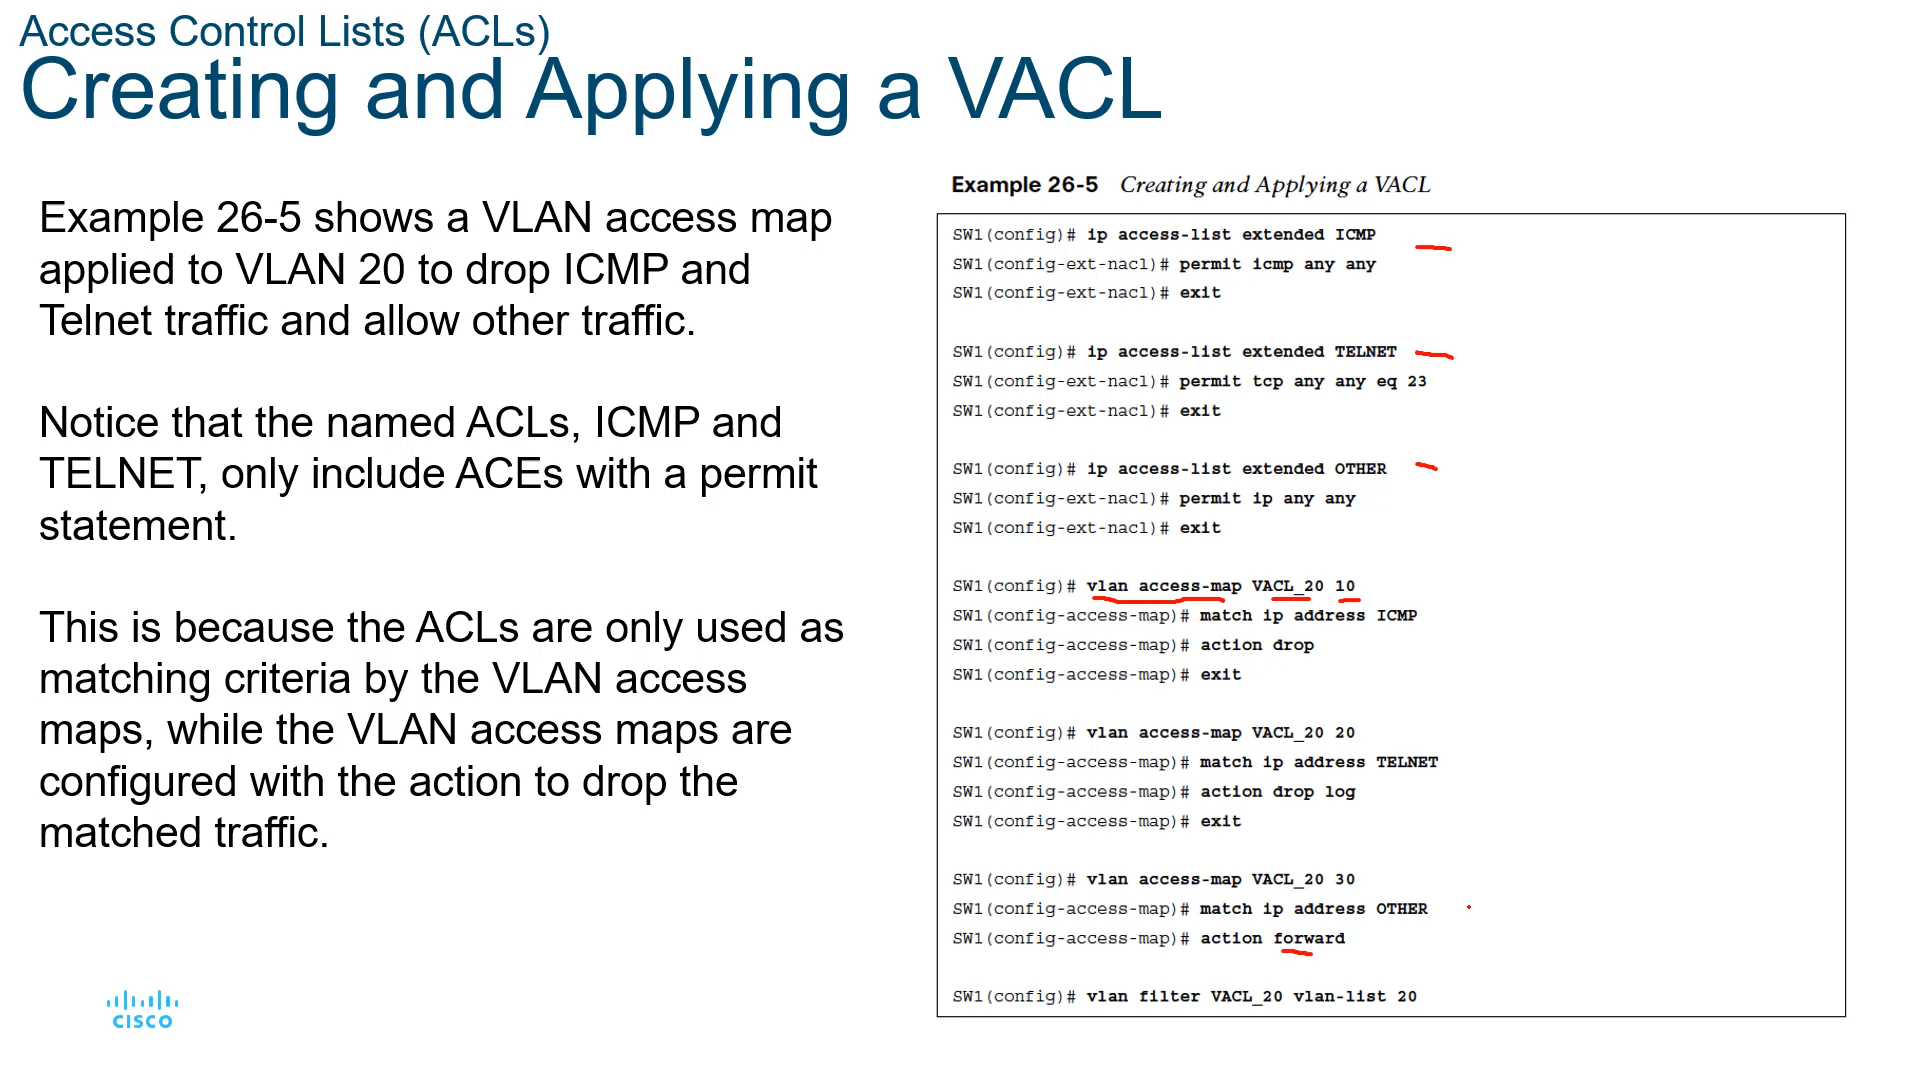 Access Control Lists (ACLs)
Creating and Applying a VACL
Example 26-5 shows a VLAN access map
applied to VLAN 20 to drop ICMP and
Telnet traffic and allow other traffic.
Notice that the named ACLs, ICMP and
TELNET, only include ACEs with a permit
statement.
This is because the ACLs are only used as
matching criteria by the VLAN access
maps, while the VLAN access maps are
configured with the action to drop the
matched traffic.
Example 26-5 Creating and Applying a VACL
SW1(config)# ip access-list extended ICMP
SW1(config-ext-nacl)# permit icmp any any
SW1(config-ext-nacl)# exit
SW1(config)# ip access-list extended TELNET
SW1(config-ext-nacl)# permit tcp any any eq 23
SW1(config-ext-nacl)# exit
SW1(config)# ip access-list extended OTHER
SW1(config-ext-nacl)# permit ip any any
SW1(config-ext-nacl)# exit
SW1(config)# vlan access-map VACL_20 10
SW1(config-access-map)# match ip address ICMP
SW1(config-access-map)# action drop
SW1(config-access-map)# exit
SW1(config)# vlan access-map VACL_20 20
SW1(config-access-map)# match ip address TELNET
SW1(config-access-map)# action drop log
SW1(config-access-map)# exit
SW1(config)# vlan access-map VACL_20 30
SW1(config-access-map)# match ip address OTHER
SW1(config-access-map)# action forward
SW1(config)# vlan filter VACL_20 vlan-list 20
CISCO